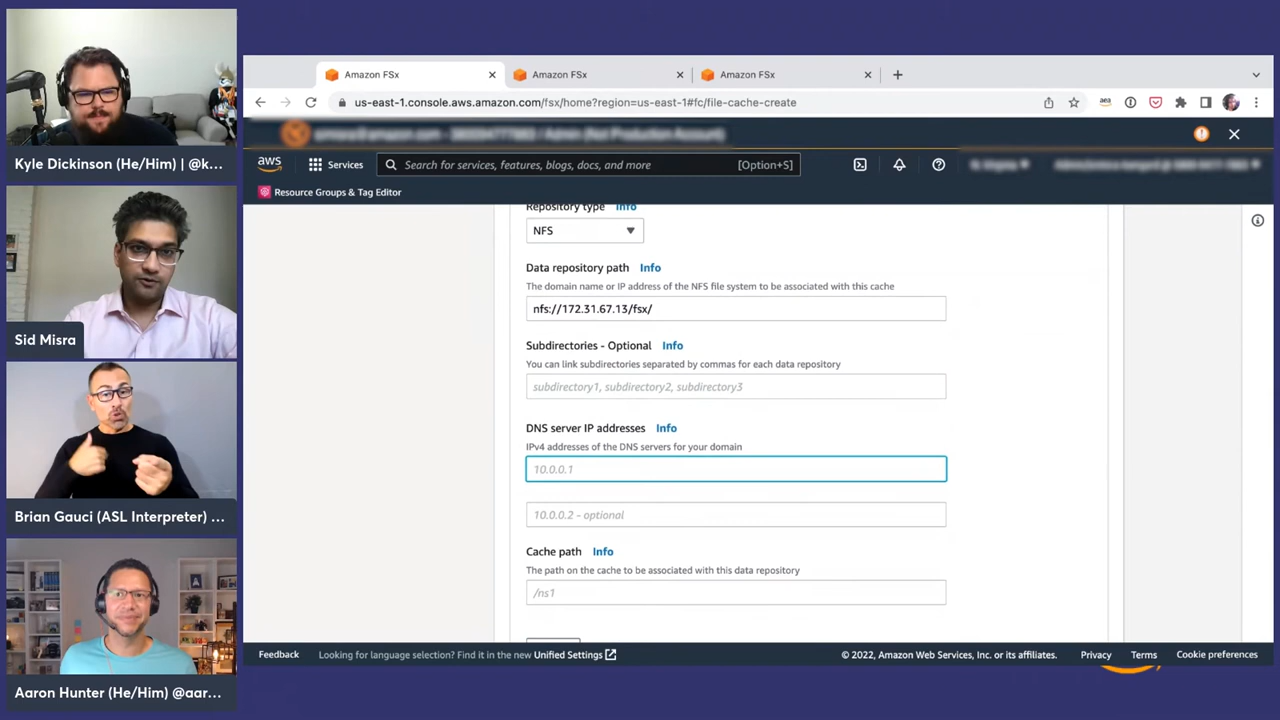 Kyle Dickinson (He/Him) | @k...
Sid Misra
Brian Gauci (ASL Interpreter) ...
Aaron Hunter (He/Him) @aar...
Amazon FSx
Amazon FSx
Amazon FSx
us-east-1.console.aws.amazon.com/fsx/home?region=us-east-1#fc/file-cache-create
aea
aws
Services
Search for services, features, blogs, docs, and more
[Option+S]
Resource Groups & Tag Editor
Repository type Info
NFS
Data repository path Info
The domain name or IP address of the NFS file system to be associated with this cache
nfs://172.31.67.13/fsx/
Subdirectories - Optional Info
You can link subdirectories separated by commas for each data repository
subdirectory1, subdirectory2, subdirectory3
DNS server IP addresses Info
IPv4 addresses of the DNS servers for your domain
10.0.0.1
10.0.0.2 - optional
Cache path Info
The path on the cache to be associated with this data repository
/ns1
Feedback
Looking for language selection? Find it in the new Unified Settings
© 2022, Amazon Web Services, Inc. or its affiliates.
Privacy
Terms
Cookie preferences